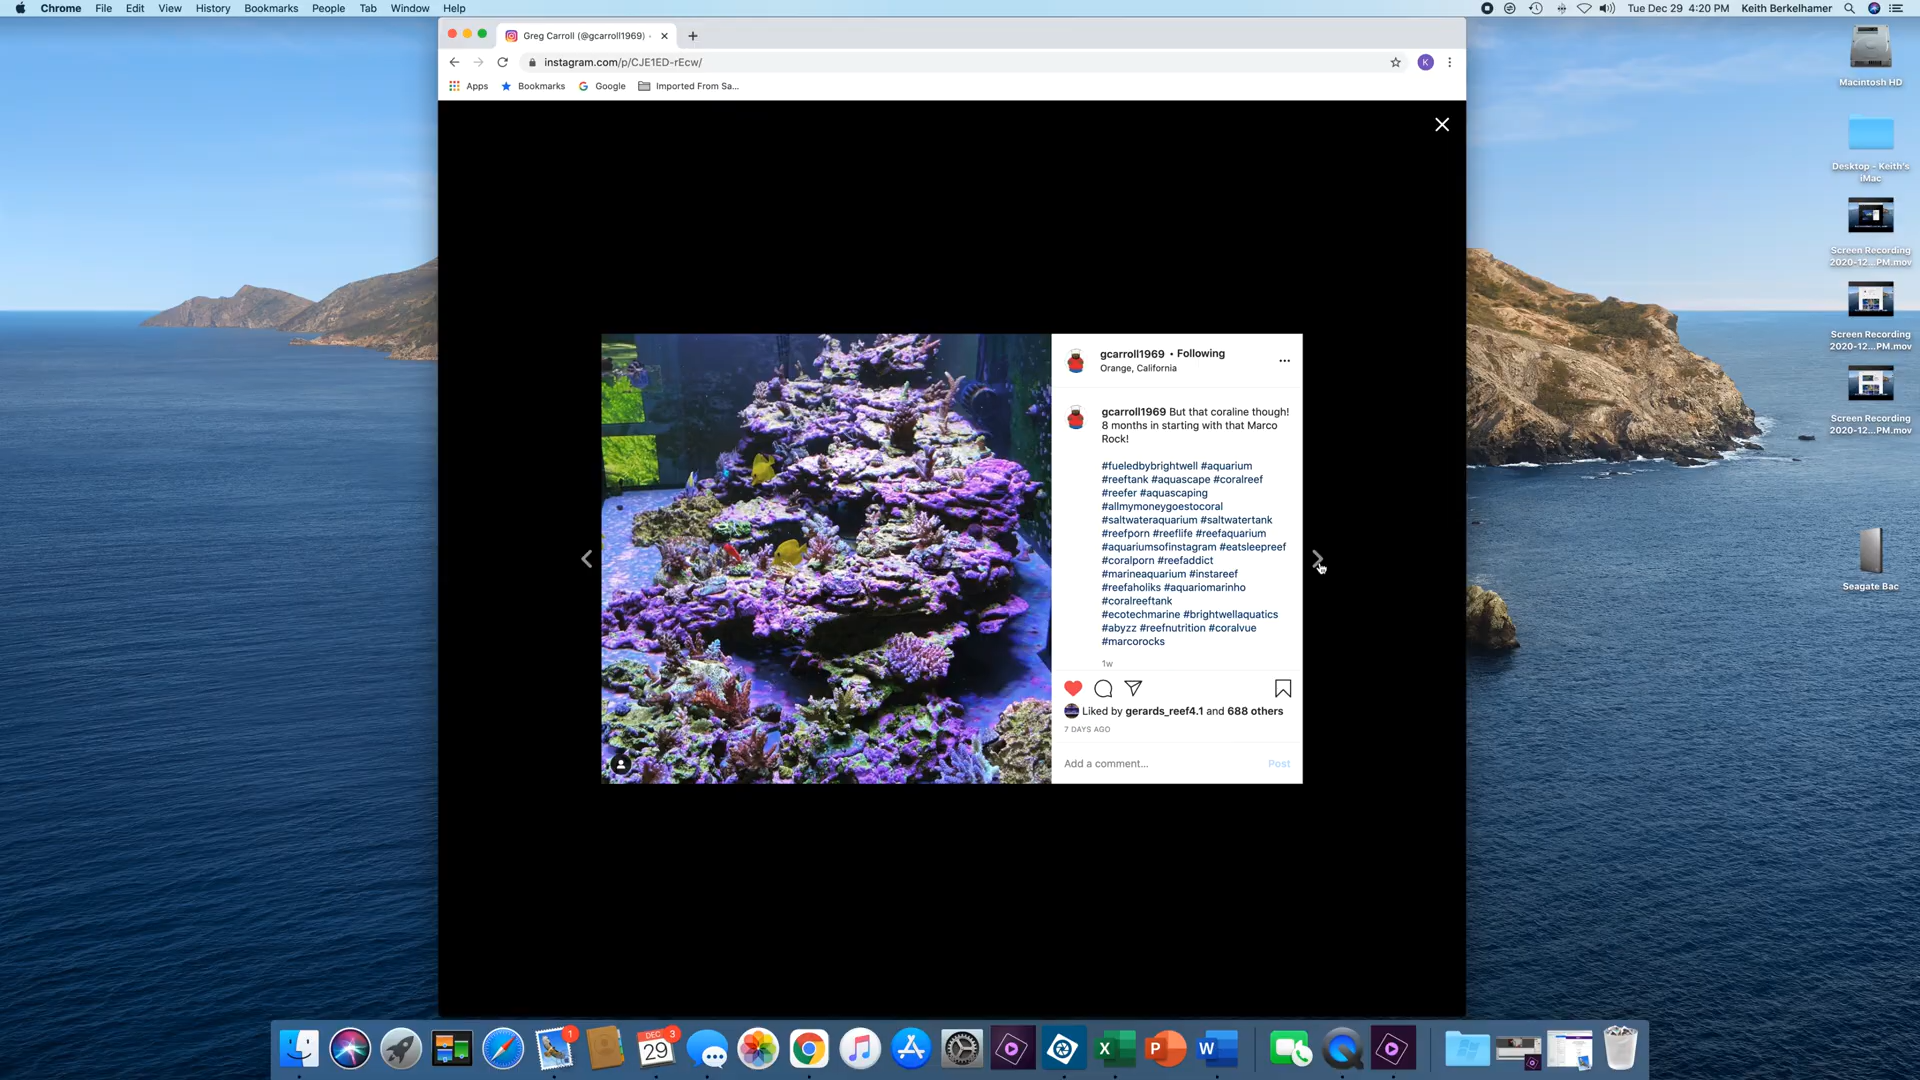 Chrome File Edit View History Bookmarks People Tab Window Help
Tue Dec 29 4:20 PM Keith Berkelhamer
Greg Carroll (@gcarroll1969) ·
instagram.com/p/CJE1ED-rEcw/
K
Apps Bookmarks Google Imported From Sa...
Macintosh HD
Desktop - Keith's
iMac
Screen Recording
2020-12...PM.mov
Screen Recording
2020-12...PM.mov
Screen Recording
2020-12...PM.mov
Seagate Bac
gcarroll1969 • Following
Orange, California
gcarroll1969 But that coraline though!
8 months in starting with that Marco
Rock!
#fueledbybrightwell #aquarium
#reeftank #aquascape #coralreef
#reefer #aquascaping
#allmymoneygoestocoral
#saltwateraquarium #saltwatertank
#reefporn #reeflife #reefaquarium
#aquariumsofinstagram #eatsleepreef
#coralporn #reefaddict
#marineaquarium #instareef
#reefaholiks #aquariomarinho
#coralreeftank
#ecotechmarine #brightwellaquatics
#abyzz #reefnutrition #coralvue
#marcorocks
1w
Liked by gerards_reef4.1 and 688 others
7 DAYS AGO
Add a comment... Post
1
DEC
29
3
X
P
W